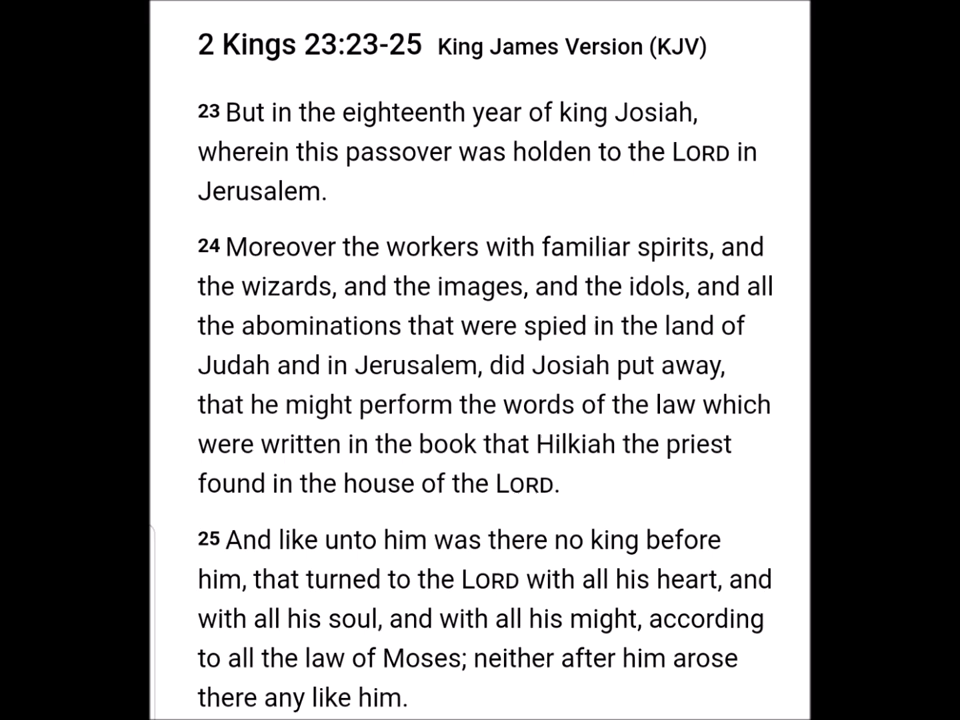 2 Kings 23:23-25 King James Version (KJV)
23 But in the eighteenth year of king Josiah,
wherein this passover was holden to the LORD in
Jerusalem.
24 Moreover the workers with familiar spirits, and
the wizards, and the images, and the idols, and all
the abominations that were spied in the land of
Judah and in Jerusalem, did Josiah put away,
that he might perform the words of the law which
were written in the book that Hilkiah the priest
found in the house of the LORD.
25 And like unto him was there no king before
him, that turned to the LORD with all his heart, and
with all his soul, and with all his might, according
to all the law of Moses; neither after him arose
there any like him.